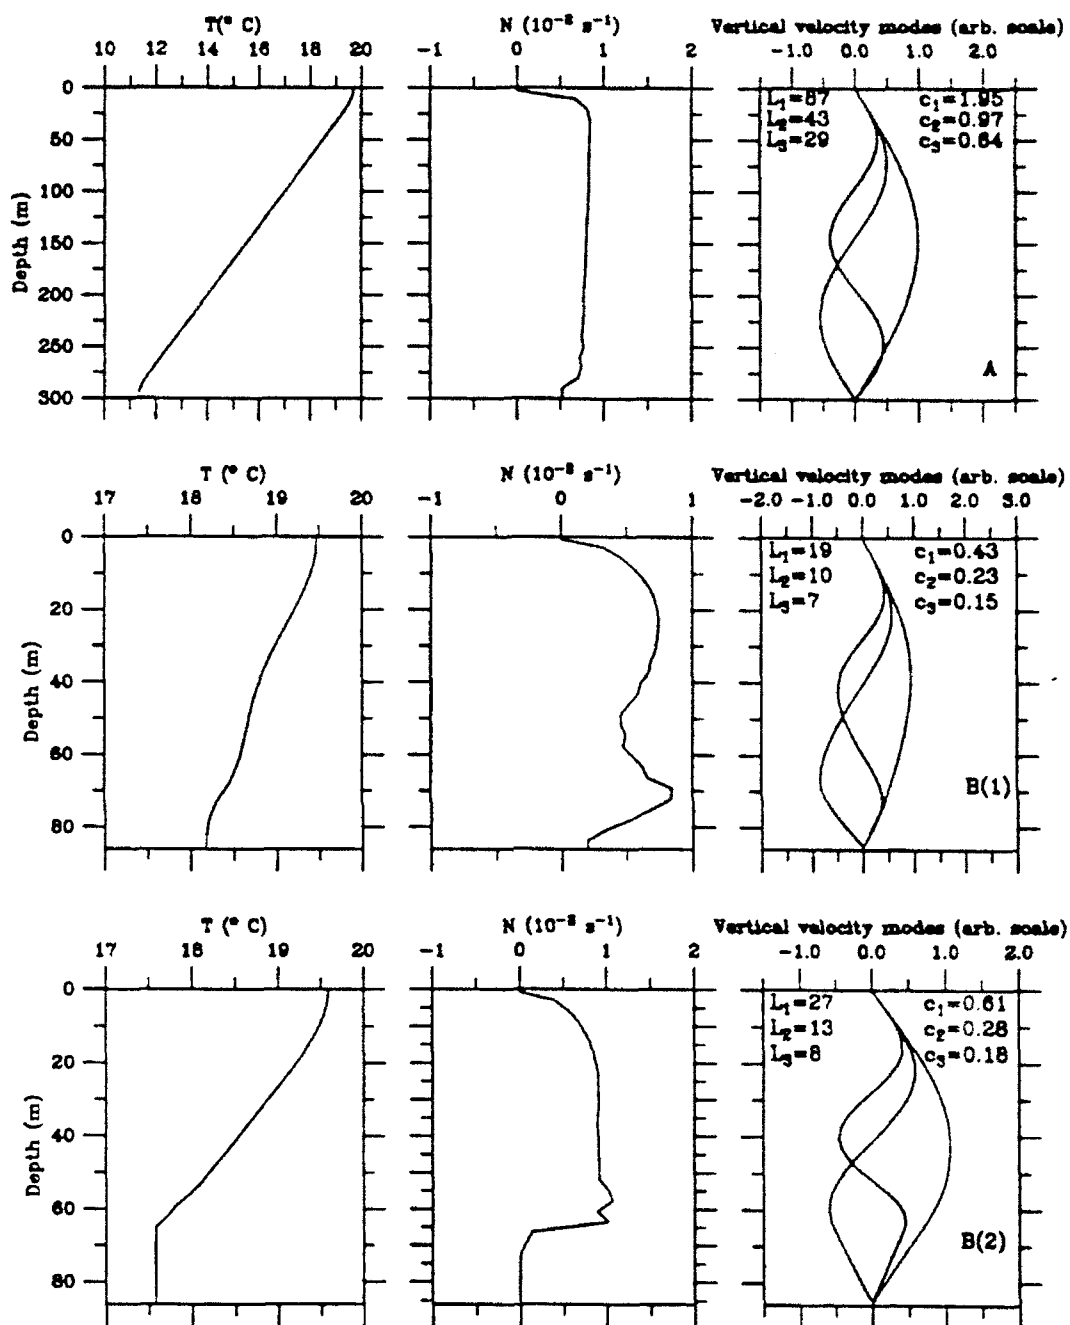 T(° C) N (10⁻² s⁻¹) Vertical velocity modes (arb. scale)
10 12 14 16 18 20 -1 0 1 2 -1.0 0.0 1.0 2.0
0
50
100
150
200
250
300
Depth (m)
L₁=87 c₁=1.95
L₂=43 c₂=0.97
L₃=29 c₃=0.64
A
T (° C) N (10⁻² s⁻¹) Vertical velocity modes (arb. scale)
17 18 19 20 -1 0 1 -2.0 -1.0 0.0 1.0 2.0 3.0
0
20
40
60
80
Depth (m)
L₁=19 c₁=0.43
L₂=10 c₂=0.23
L₃=7 c₃=0.15
B(1)
T (° C) N (10⁻² s⁻¹) Vertical velocity modes (arb. scale)
17 18 19 20 -1 0 1 2 -1.0 0.0 1.0 2.0
0
20
40
60
80
Depth (m)
L₁=27 c₁=0.61
L₂=13 c₂=0.28
L₃=8 c₃=0.18
B(2)